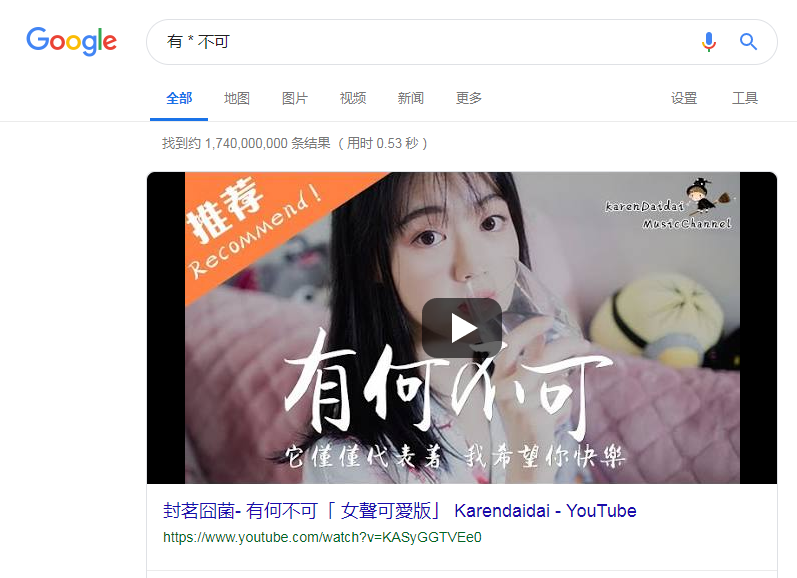 Google
有 * 不可
全部 地图 图片 视频 新闻 更多 设置 工具
找到约 1,740,000,000 条结果 （用时 0.53 秒）
推荐
Recommend!
karenDaidai
MusicChannel
有何不可
它僅僅代表著 我希望你快樂
封茗囧菌- 有何不可「 女聲可愛版」 Karendaidai - YouTube
https://www.youtube.com/watch?v=KASyGGTVEe0